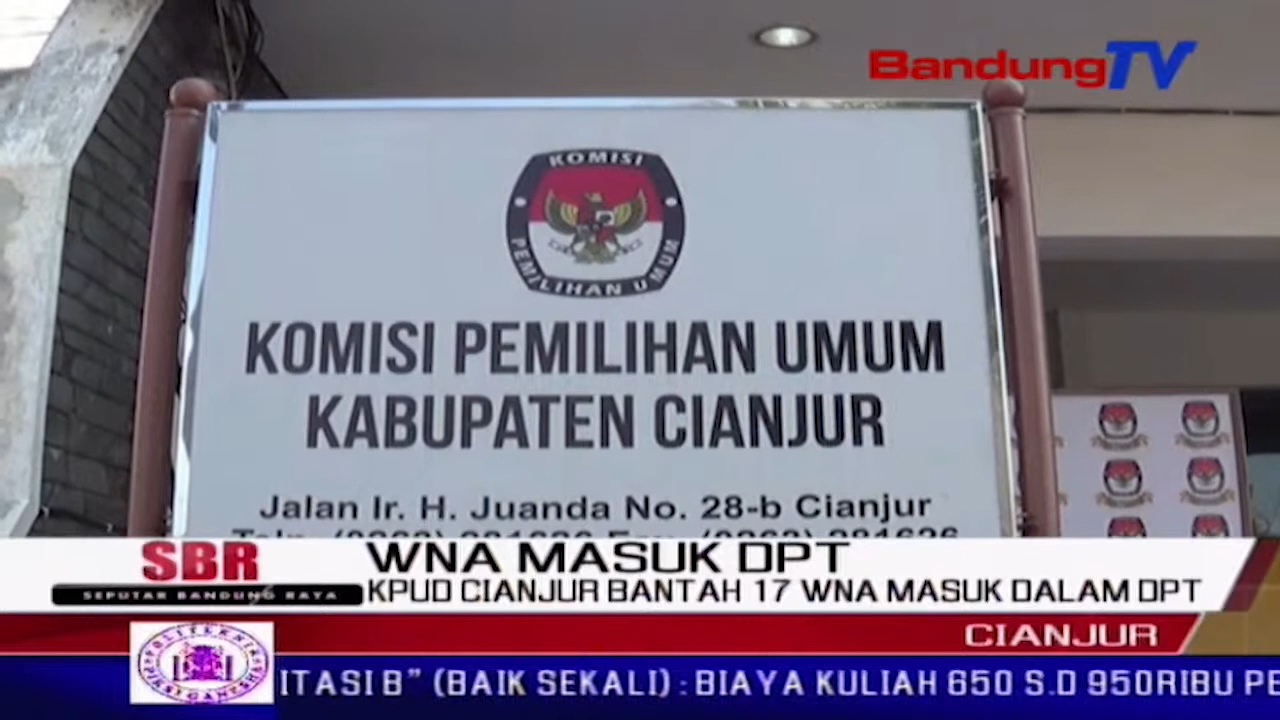 BandungTV
KOMISI
PEMILIHAN UMUM
KOMISI PEMILIHAN UMUM
KABUPATEN CIANJUR
Jalan Ir. H. Juanda No. 28-b Cianjur
SBR
SEPUTAR BANDUNG RAYA
WNA MASUK DPT
KPUD CIANJUR BANTAH 17 WNA MASUK DALAM DPT
CIANJUR
ITASI B" (BAIK SEKALI) : BIAYA KULIAH 650 S.D 950RIBU PE